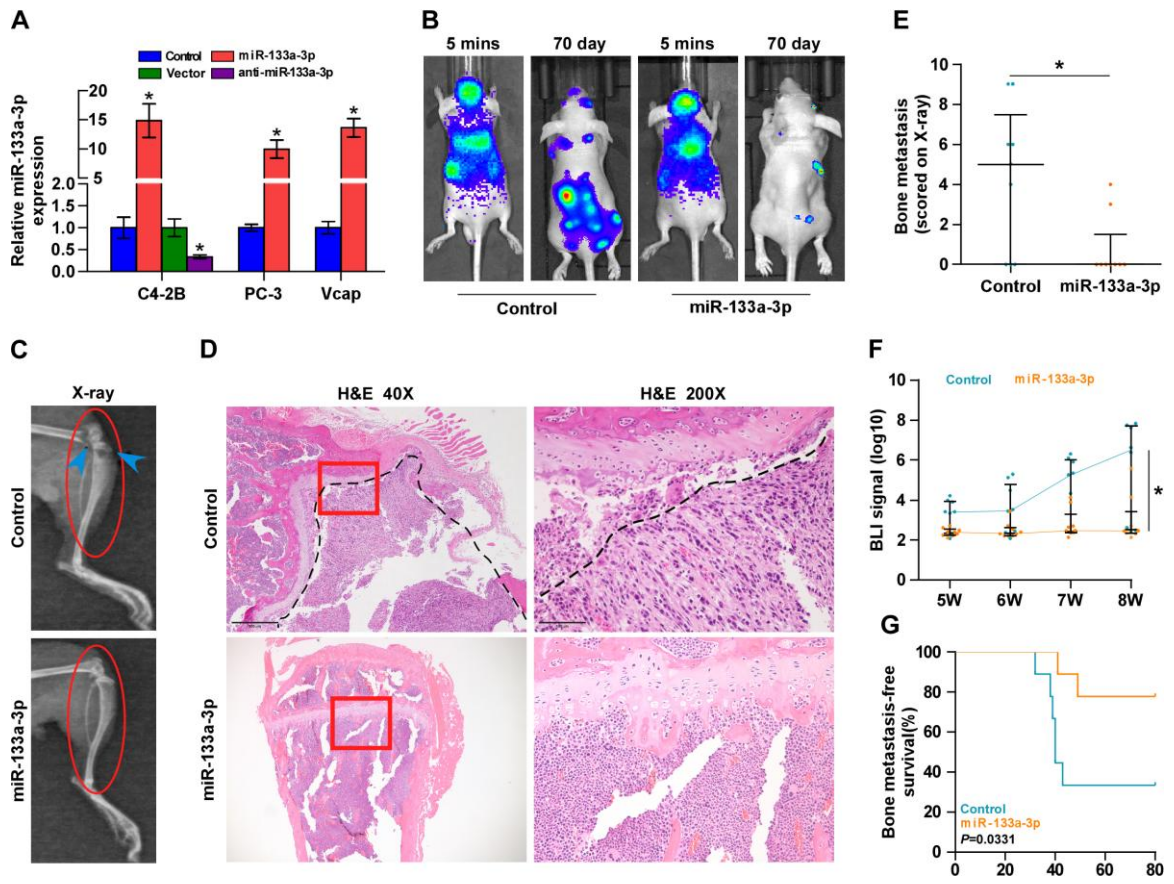 A
Control
miR-133a-3p
Vector
anti-miR-133a-3p
Relative miR-133a-3p
expression
20
15
10
5
2.0
1.5
1.0
0.5
0.0
*
*
*
*
C4-2B
PC-3
Vcap
B
5 mins
70 day
5 mins
70 day
Control
miR-133a-3p
E
Bone metastasis
(scored on X-ray)
10
8
6
4
2
0
*
Control
miR-133a-3p
C
X-ray
Control
miR-133a-3p
D
H&E 40X
H&E 200X
Control
miR-133a-3p
F
Control
miR-133a-3p
BLI signal (log10)
10
8
6
4
2
0
*
5W
6W
7W
8W
G
Bone metastasis-free
survival(%)
100
80
60
40
20
0
Control
miR-133a-3p
P=0.0331
0
20
40
60
80